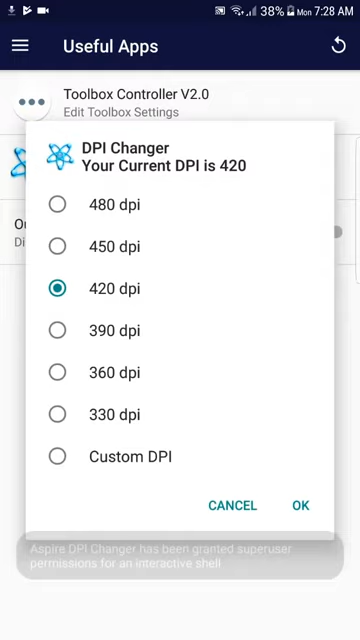 38% Mon 7:28 AM
Useful Apps
Toolbox Controller V2.0
Edit Toolbox Settings
DPI Changer
Your Current DPI is 420
480 dpi
450 dpi
420 dpi
390 dpi
360 dpi
330 dpi
Custom DPI
CANCEL OK
Aspire DPI Changer has been granted superuser
permissions for an interactive shell